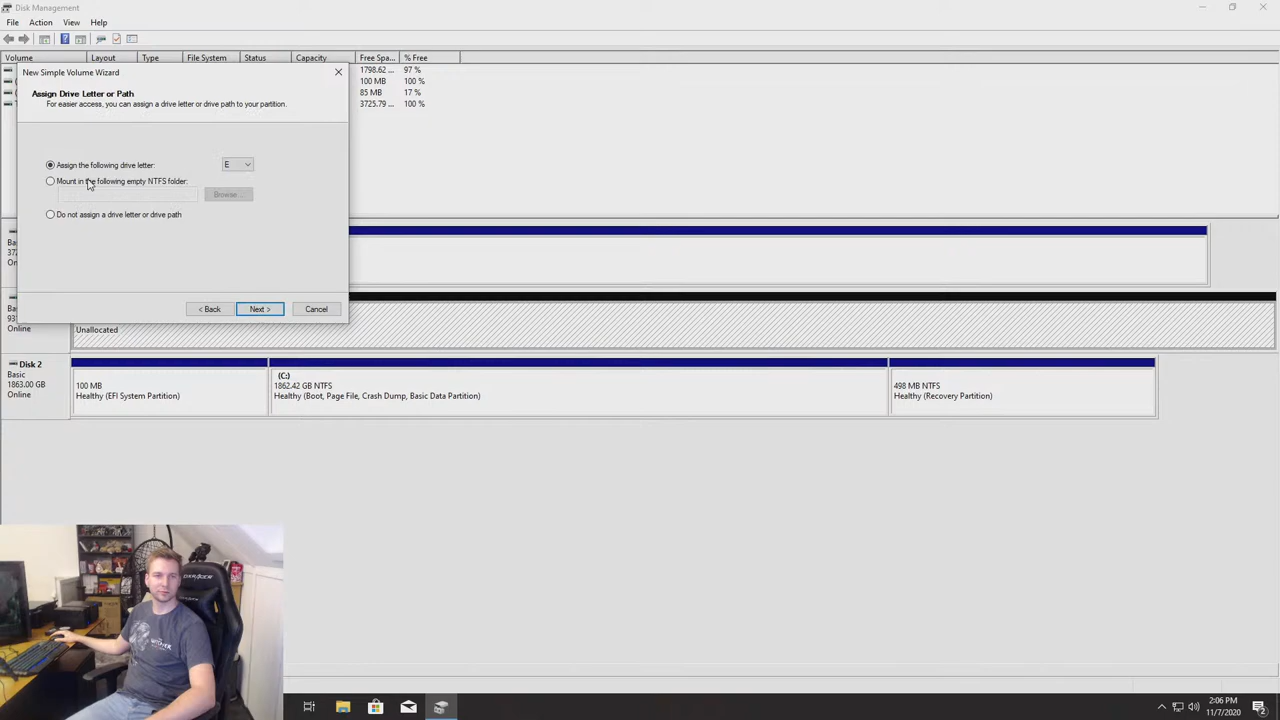 Disk Management
File Action View Help
Volume Layout Type File System Status Capacity Free Spa... % Free
New Simple Volume Wizard
1798.62 ... 97 %
Assign Drive Letter or Path
100 MB 100 %
For easier access, you can assign a drive letter or drive path to your partition.
85 MB 17 %
3725.79 ... 100 %
Assign the following drive letter: E
Mount in the following empty NTFS folder:
Browse...
Do not assign a drive letter or drive path
< Back Next > Cancel
Online
Unallocated
Disk 2
Basic
1863.00 GB
Online
100 MB
Healthy (EFI System Partition)
(C:)
1862.42 GB NTFS
Healthy (Boot, Page File, Crash Dump, Basic Data Partition)
498 MB NTFS
Healthy (Recovery Partition)
2:06 PM
11/7/2020
2